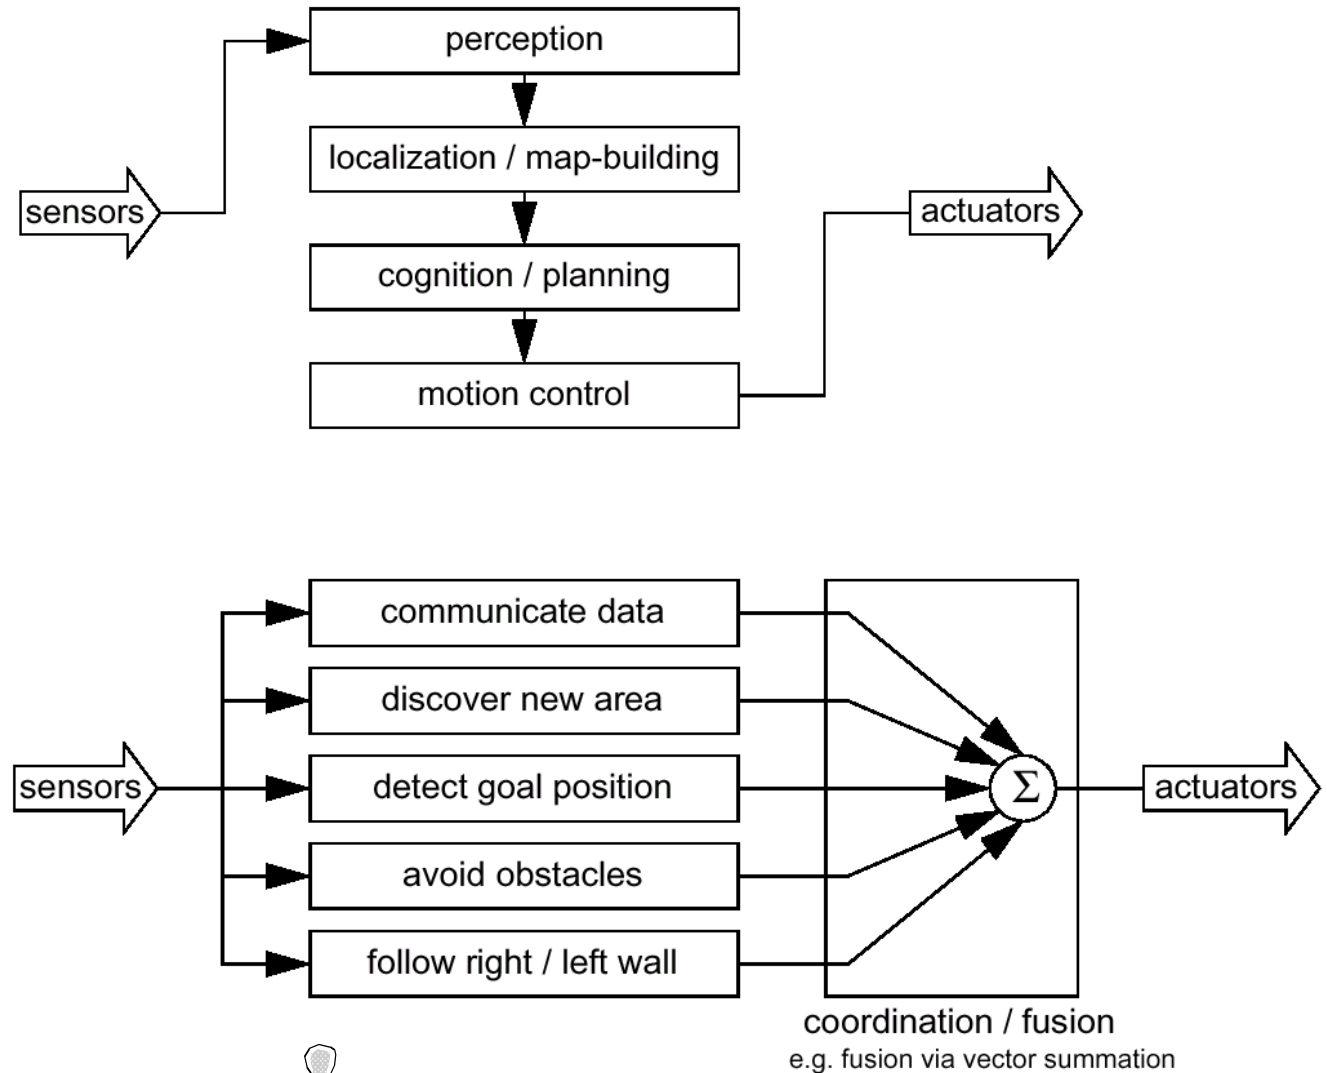 perception
localization / map-building
sensors
actuators
cognition / planning
motion control
communicate data
discover new area
sensors
detect goal position
Σ
actuators
avoid obstacles
follow right / left wall
coordination / fusion
e.g. fusion via vector summation